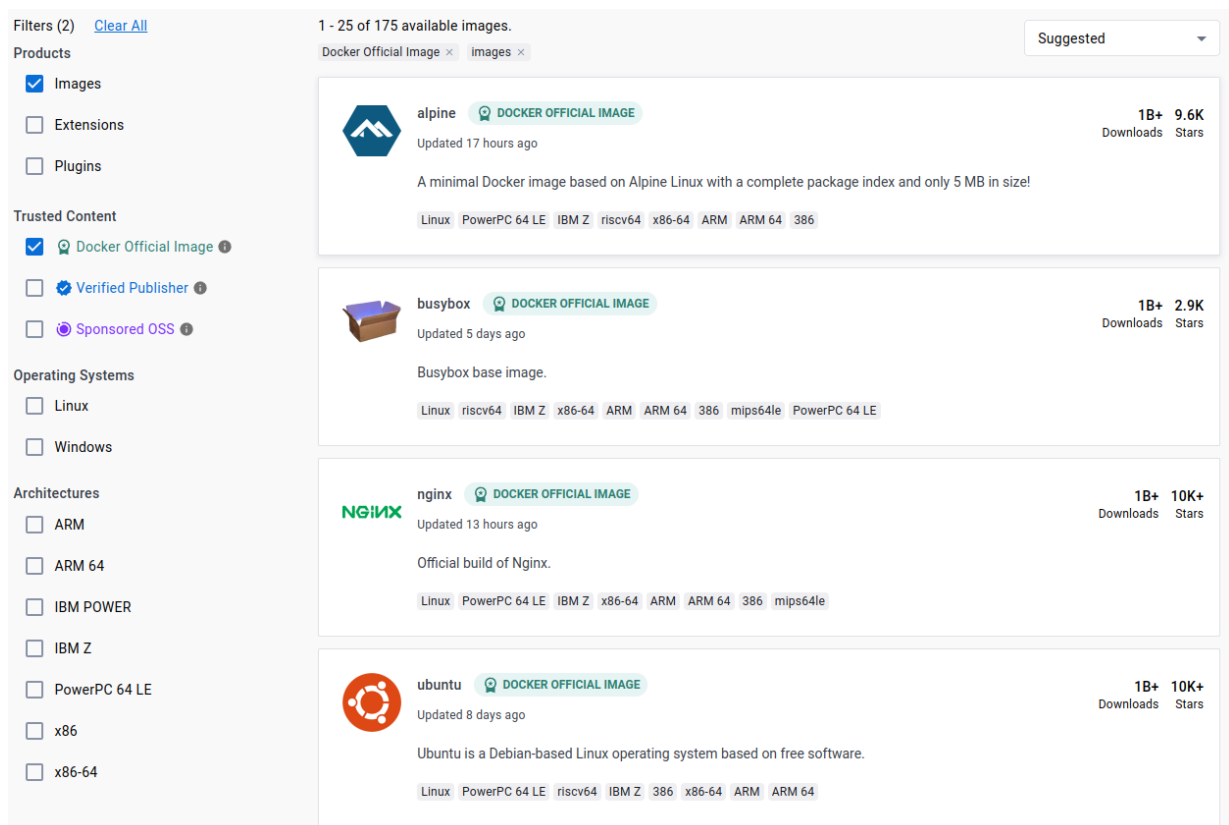 Filters (2) Clear All
Products
Images
Extensions
Plugins
Trusted Content
Docker Official Image
Verified Publisher
Sponsored OSS
Operating Systems
Linux
Windows
Architectures
ARM
ARM 64
IBM POWER
IBM Z
PowerPC 64 LE
x86
x86-64
1 - 25 of 175 available images.
Docker Official Image × images ×
Suggested
alpine DOCKER OFFICIAL IMAGE
Updated 17 hours ago
1B+ 9.6K
Downloads Stars
A minimal Docker image based on Alpine Linux with a complete package index and only 5 MB in size!
Linux PowerPC 64 LE IBM Z riscv64 x86-64 ARM ARM 64 386
busybox DOCKER OFFICIAL IMAGE
Updated 5 days ago
1B+ 2.9K
Downloads Stars
Busybox base image.
Linux riscv64 IBM Z x86-64 ARM ARM 64 386 mips64le PowerPC 64 LE
NGINX
nginx DOCKER OFFICIAL IMAGE
Updated 13 hours ago
1B+ 10K+
Downloads Stars
Official build of Nginx.
Linux PowerPC 64 LE IBM Z x86-64 ARM ARM 64 386 mips64le
ubuntu DOCKER OFFICIAL IMAGE
Updated 8 days ago
1B+ 10K+
Downloads Stars
Ubuntu is a Debian-based Linux operating system based on free software.
Linux PowerPC 64 LE riscv64 IBM Z 386 x86-64 ARM ARM 64